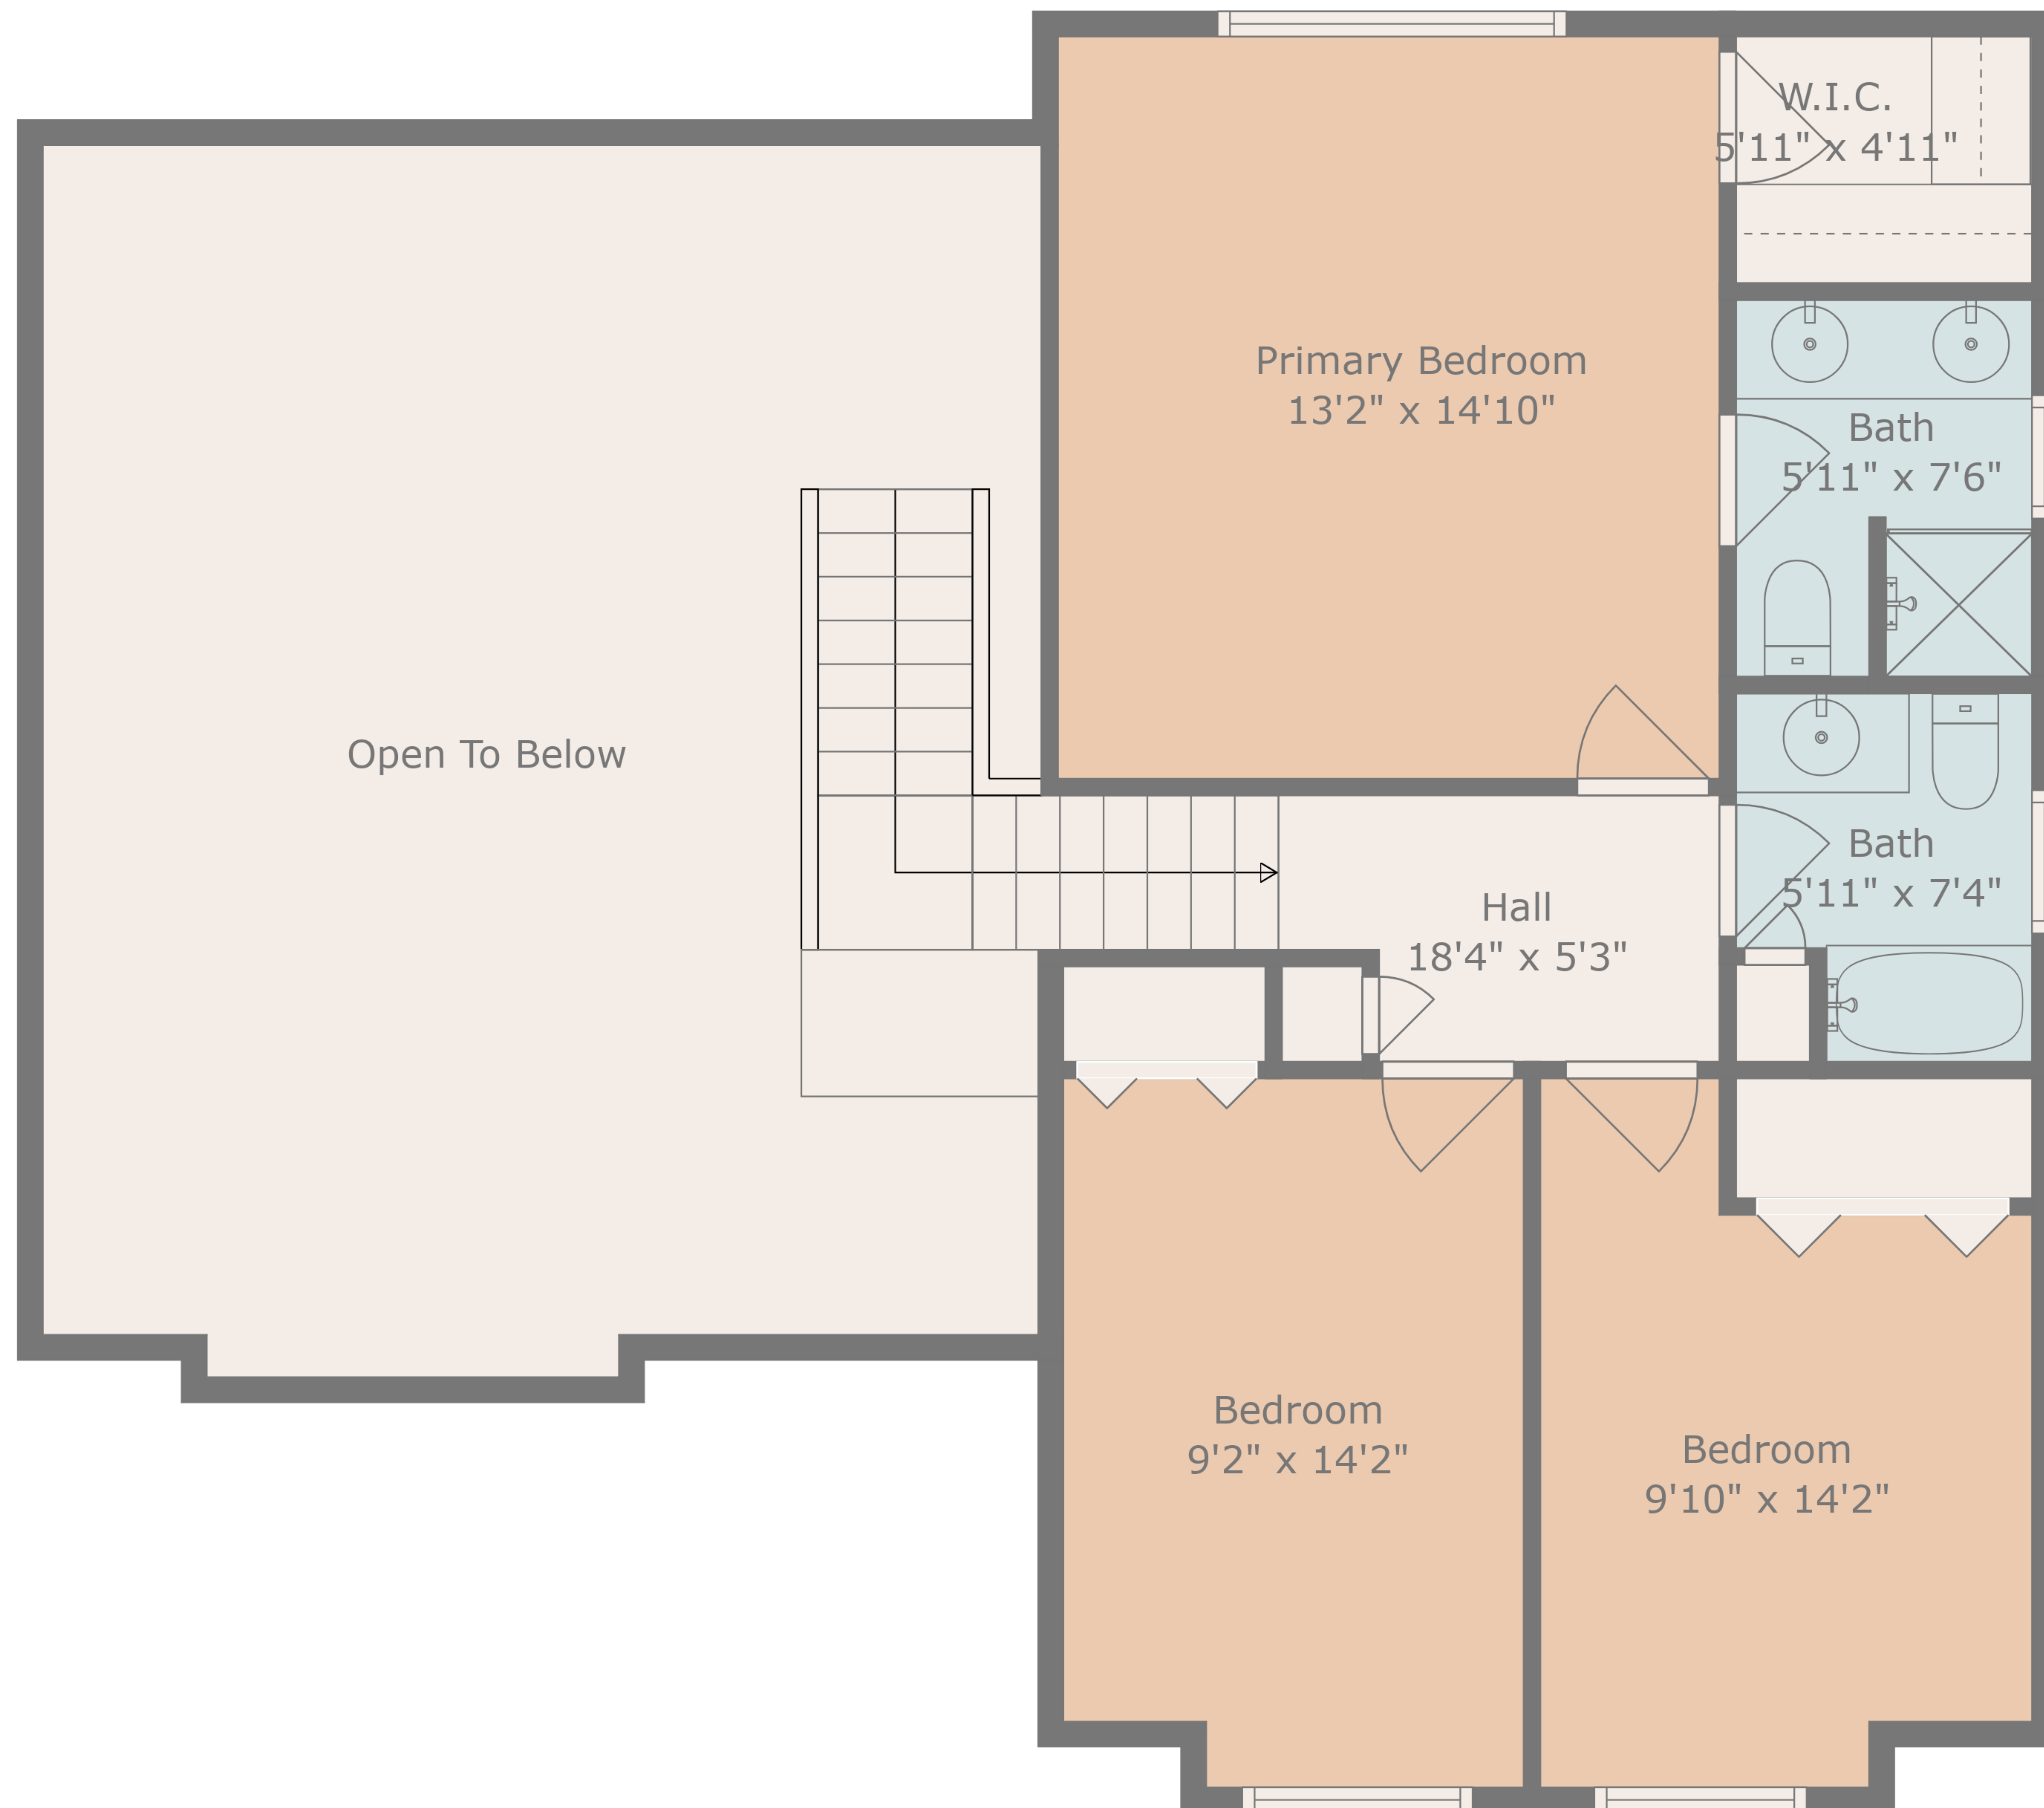 W.I.C.
5'11" x 4'11"
Primary Bedroom
13'2" x 14'10"
Bath
5'11" x 7'6"
Open To Below
Bath
5'11" x 7'4"
Hall
18'4" x 5'3"
Bedroom
9'2" x 14'2"
Bedroom
9'10" x 14'2"